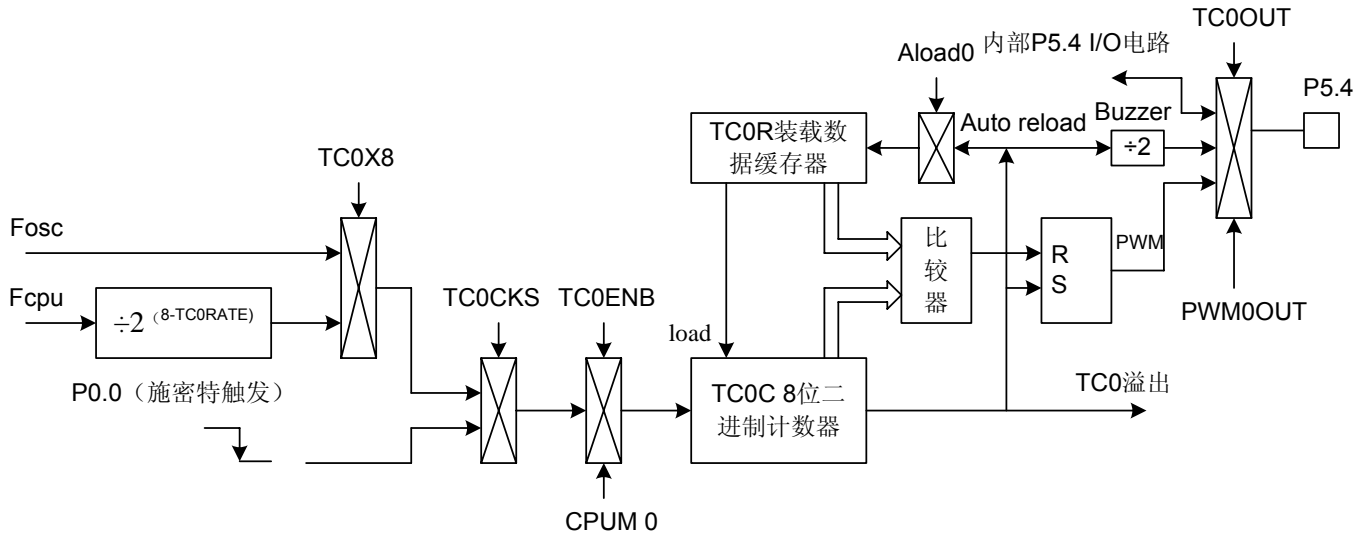 TC0OUT
内部P5.4 I/O电路
Aload0
P5.4
TC0R装载数
据缓存器
Auto reload
Buzzer
÷2
TC0X8
Fosc
比
较
器
R
S
PWM
Fcpu
÷2 (8-TC0RATE)
TC0CKS
TC0ENB
load
PWM0OUT
P0.0（施密特触发）
TC0C 8位二
进制计数器
TC0溢出
CPUM 0